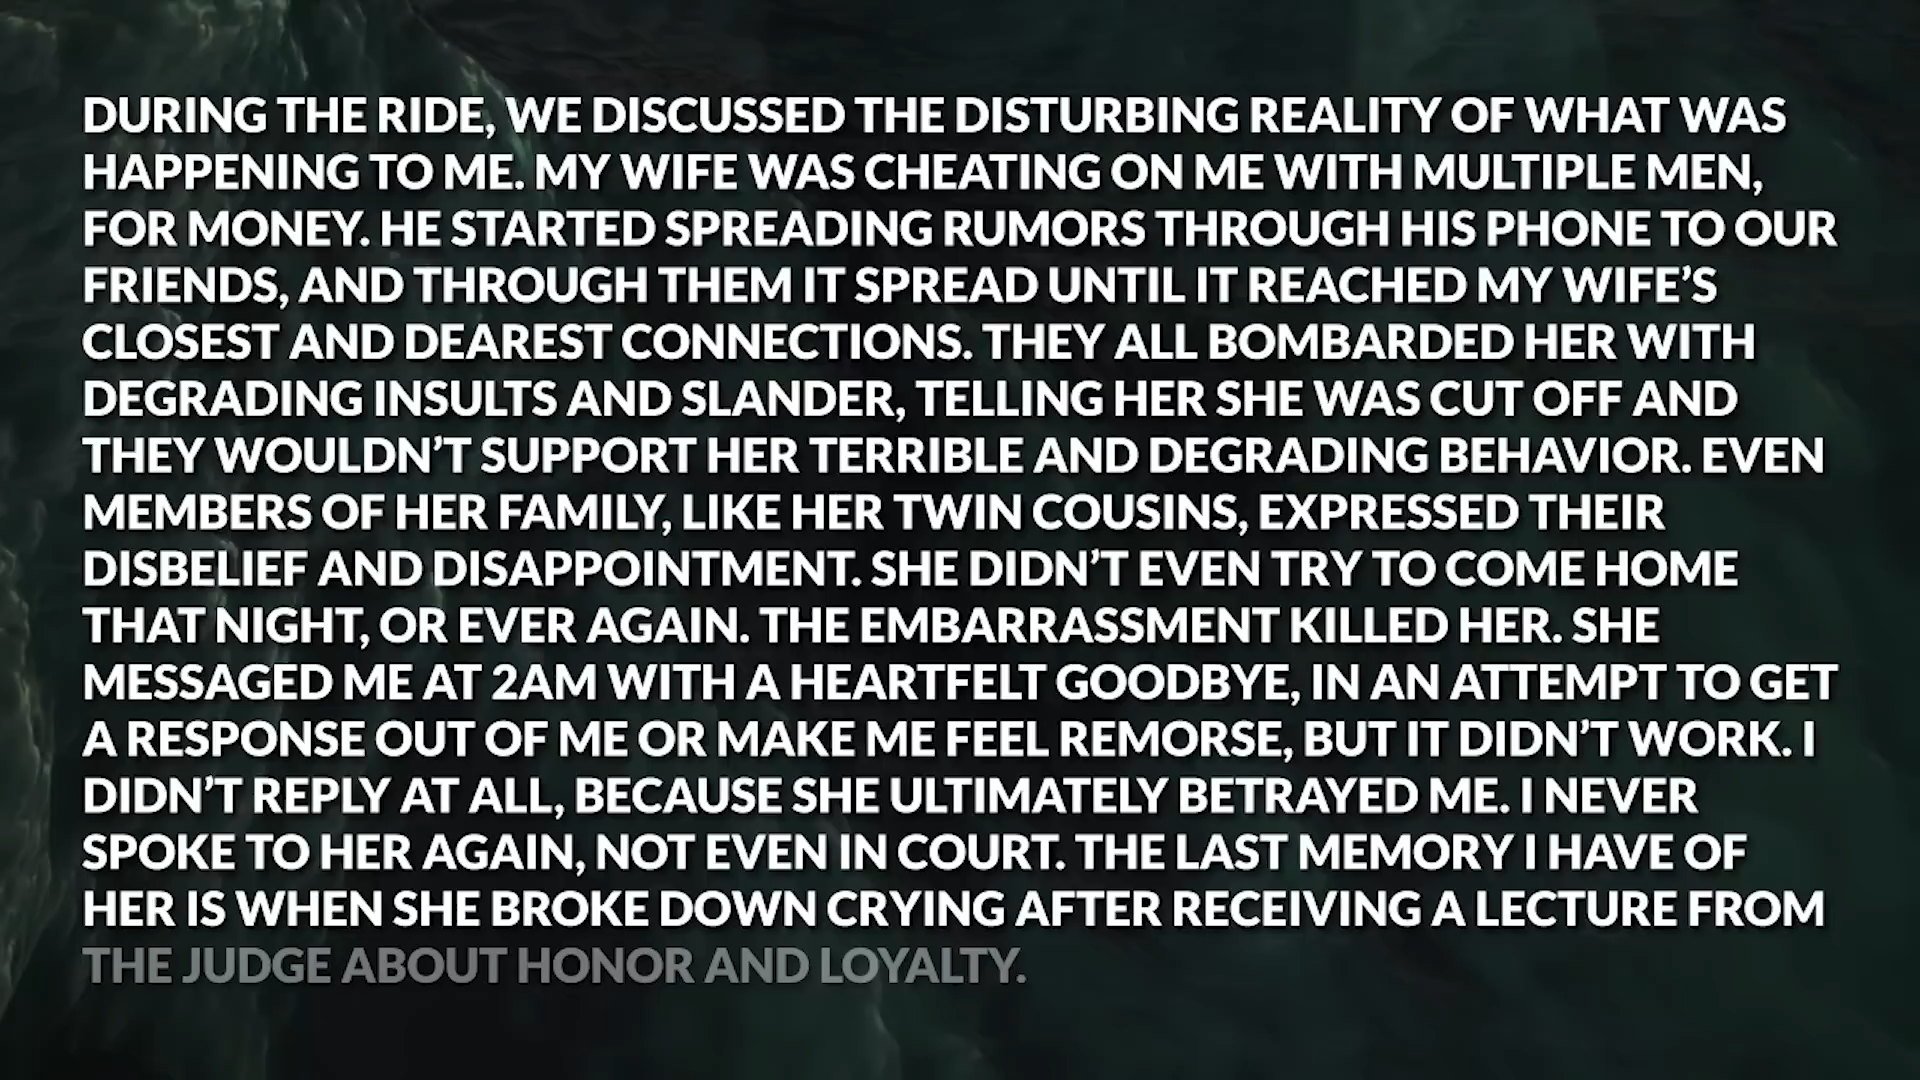 DURING THE RIDE, WE DISCUSSED THE DISTURBING REALITY OF WHAT WAS
HAPPENING TO ME. MY WIFE WAS CHEATING ON ME WITH MULTIPLE MEN,
FOR MONEY. HE STARTED SPREADING RUMORS THROUGH HIS PHONE TO OUR
FRIENDS, AND THROUGH THEM IT SPREAD UNTIL IT REACHED MY WIFE’S
CLOSEST AND DEAREST CONNECTIONS. THEY ALL BOMBARDED HER WITH
DEGRADING INSULTS AND SLANDER, TELLING HER SHE WAS CUT OFF AND
THEY WOULDN’T SUPPORT HER TERRIBLE AND DEGRADING BEHAVIOR. EVEN
MEMBERS OF HER FAMILY, LIKE HER TWIN COUSINS, EXPRESSED THEIR
DISBELIEF AND DISAPPOINTMENT. SHE DIDN’T EVEN TRY TO COME HOME
THAT NIGHT, OR EVER AGAIN. THE EMBARRASSMENT KILLED HER. SHE
MESSAGED ME AT 2AM WITH A HEARTFELT GOODBYE, IN AN ATTEMPT TO GET
A RESPONSE OUT OF ME OR MAKE ME FEEL REMORSE, BUT IT DIDN’T WORK. I
DIDN’T REPLY AT ALL, BECAUSE SHE ULTIMATELY BETRAYED ME. I NEVER
SPOKE TO HER AGAIN, NOT EVEN IN COURT. THE LAST MEMORY I HAVE OF
HER IS WHEN SHE BROKE DOWN CRYING AFTER RECEIVING A LECTURE FROM
THE JUDGE ABOUT HONOR AND LOYALTY.